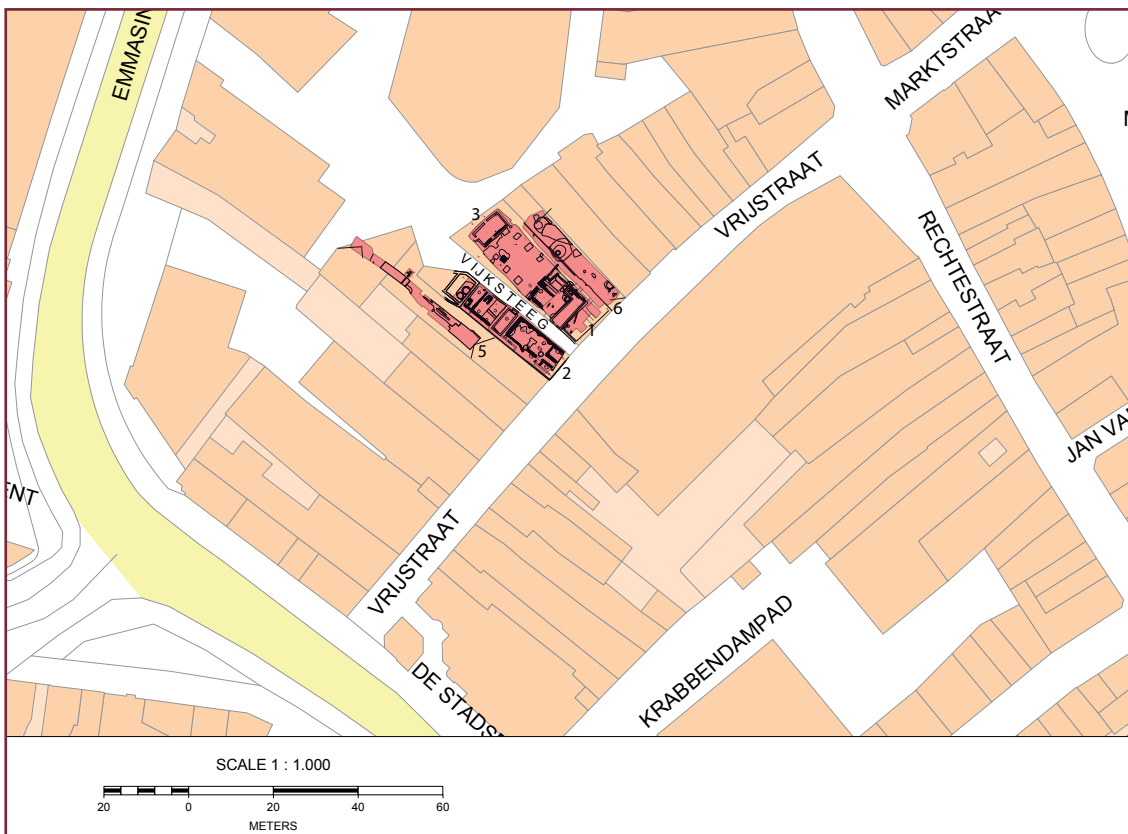 EMMASIN
MARKTSTRAA
M
VRIJSTRAAT
RECHTESTRAAT
3
VIJKSTEEG
6
1
5
2
JAN VA
ENT
VRIJSTRAAT
KRABBENDAMPAD
DE STADS
SCALE 1 : 1.000
20 0 20 40 60
METERS